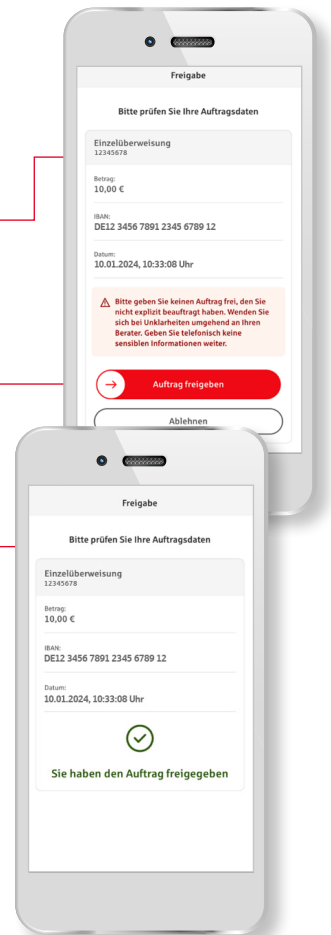 Freigabe
Bitte prüfen Sie Ihre Auftragsdaten
Einzelüberweisung
12345678
Betrag:
10,00 €
IBAN:
DE12 3456 7891 2345 6789 12
Datum:
10.01.2024, 10:33:08 Uhr
Bitte geben Sie keinen Auftrag frei, den Sie
nicht explizit beauftragt haben. Wenden Sie
sich bei Unklarheiten umgehend an Ihren
Berater. Geben Sie telefonisch keine
sensiblen Informationen weiter.
Auftrag freigeben
Ablehnen
Freigabe
Bitte prüfen Sie Ihre Auftragsdaten
Einzelüberweisung
12345678
Betrag:
10,00 €
IBAN:
DE12 3456 7891 2345 6789 12
Datum:
10.01.2024, 10:33:08 Uhr
Sie haben den Auftrag freigegeben